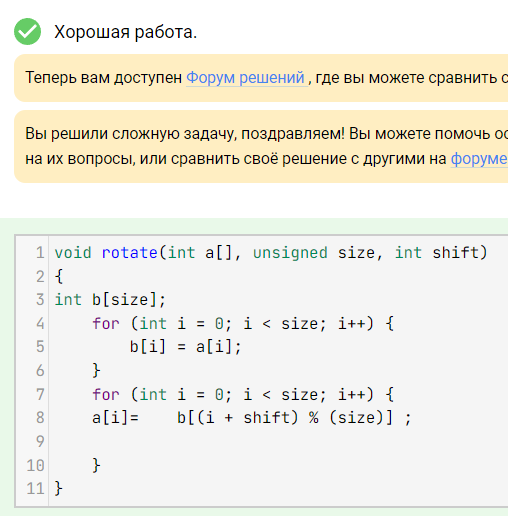 Хорошая работа.
Теперь вам доступен Форум решений , где вы можете сравнить
Вы решили сложную задачу, поздравляем! Вы можете помочь
на их вопросы, или сравнить своё решение с другими на форуме
1 void rotate(int a[], unsigned size, int shift)
2 {
3 int b[size];
4     for (int i = 0; i < size; i++) {
5         b[i] = a[i];
6     }
7     for (int i = 0; i < size; i++) {
8     a[i]=    b[(i + shift) % (size)] ;
9
10     }
11 }